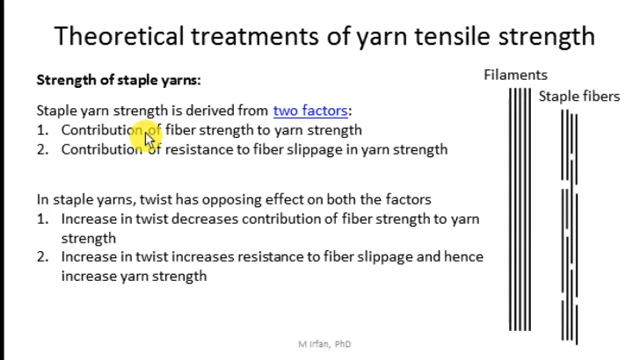 Theoretical treatments of yarn tensile strength
Strength of staple yarns:
Staple yarn strength is derived from two factors:
1. Contribution of fiber strength to yarn strength
2. Contribution of resistance to fiber slippage in yarn strength
In staple yarns, twist has opposing effect on both the factors
1. Increase in twist decreases contribution of fiber strength to yarn
strength
2. Increase in twist increases resistance to fiber slippage and hence
increase yarn strength
Filaments
Staple fibers
M Irfan, PhD